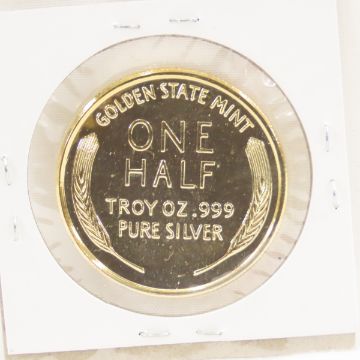 GOLDEN STATE MINT
ONE
HALF
TROY OZ .999
PURE SILVER